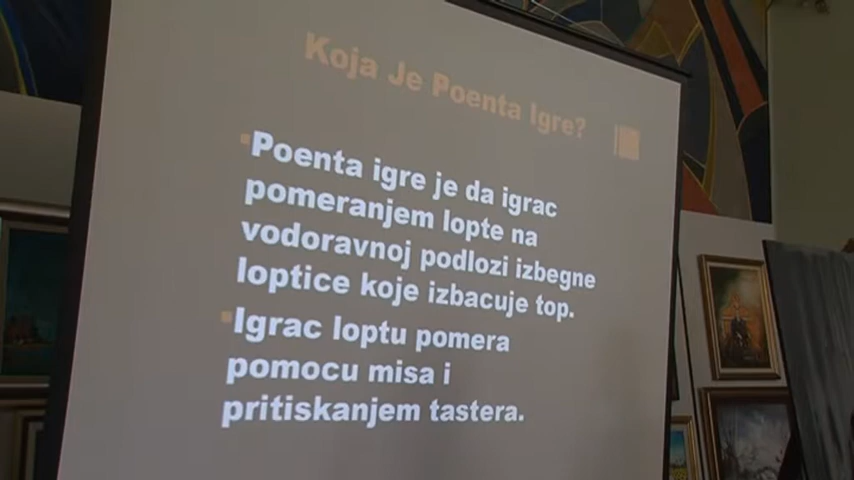 Koja Je Poenta Igre?
Poenta igre je da igrac
pomeranjem lopte na
vodoravnoj podlozi izbegne
loptice koje izbacuje top.
Igrac loptu pomera
pomocu misa i
pritiskanjem tastera.